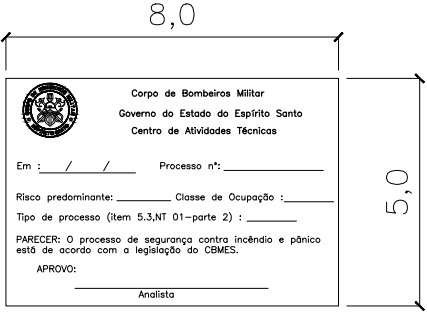 8,0
Corpo de Bombeiros Militar
Governo do Estado do Espírito Santo
Centro de Atividades Técnicas
Em : / / Processo n°:
Risco predominante: Classe de Ocupação :
Tipo de processo (item 5.3,NT 01-parte 2) :
PARECER: O processo de segurança contra incêndio e pânico
está de acordo com a legislação do CBMES.
APROVO:
Analista
5,0